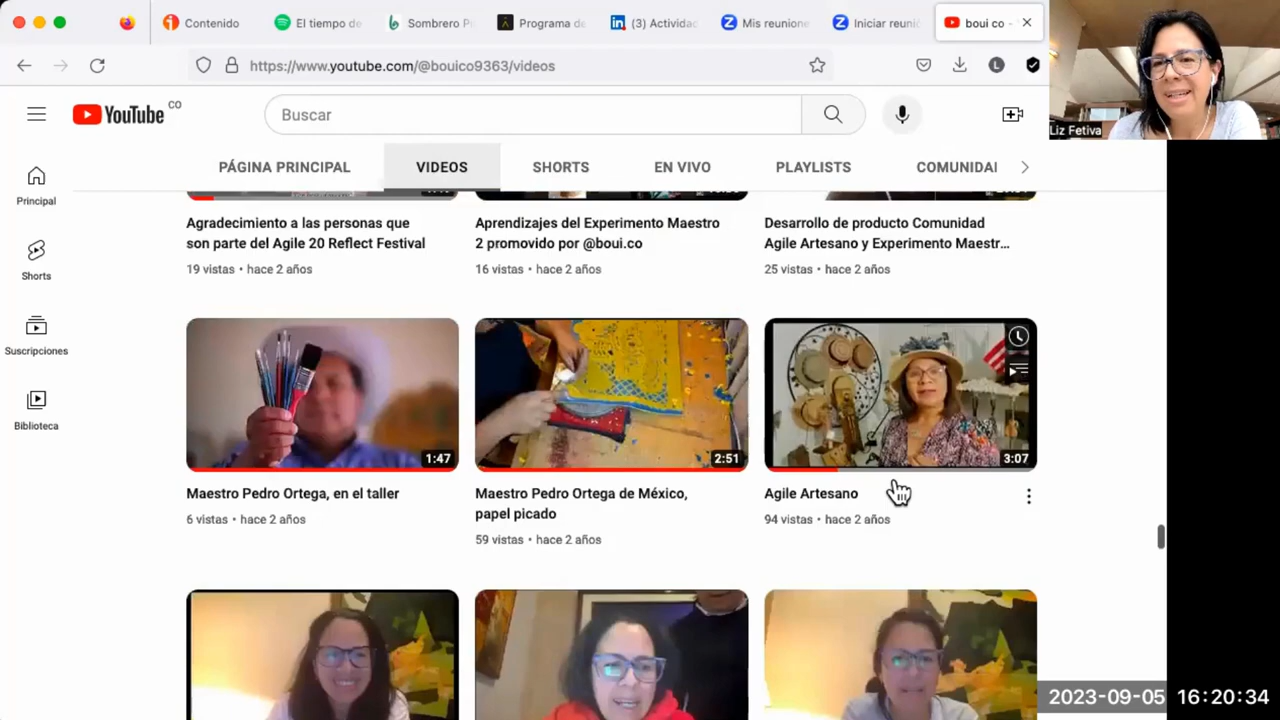 Contenido
El tiempo de
Sombrero Pi
Programa de
(3) Actividad
Mis reunione
Iniciar reuni
boui co -
https://www.youtube.com/@bouico9363/videos
YouTube CO
Buscar
Liz Fetiva
PÁGINA PRINCIPAL
VIDEOS
SHORTS
EN VIVO
PLAYLISTS
COMUNIDAI
Principal
Shorts
Suscripciones
Biblioteca
Agradecimiento a las personas que
son parte del Agile 20 Reflect Festival
19 vistas • hace 2 años
Aprendizajes del Experimento Maestro
2 promovido por @boui.co
16 vistas • hace 2 años
Desarrollo de producto Comunidad
Agile Artesano y Experimento Maestr...
25 vistas • hace 2 años
1:47
Maestro Pedro Ortega, en el taller
6 vistas • hace 2 años
2:51
Maestro Pedro Ortega de México,
papel picado
59 vistas • hace 2 años
3:07
Agile Artesano
94 vistas • hace 2 años
2023-09-05 16:20:34